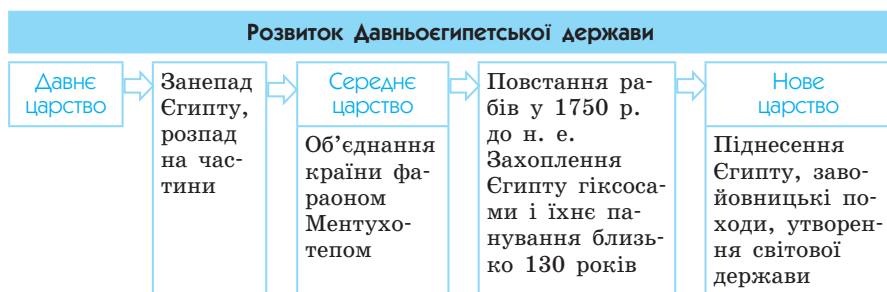 Розвиток Давньоєгипетської держави
Давнє
царство
Занепад
Єгипту,
розпад
на час-
тини
Середнє
царство
Об’єднання
країни фа-
раоном
Ментухо-
тепом
Повстання ра-
бів у 1750 р.
до н. е.
Захоплення
Єгипту гіксоса-
ми і їхнє па-
нування близь-
ко 130 років
Нове
царство
Піднесення
Єгипту, заво-
йовницькі по-
ходи, утворен-
ня світової
держави